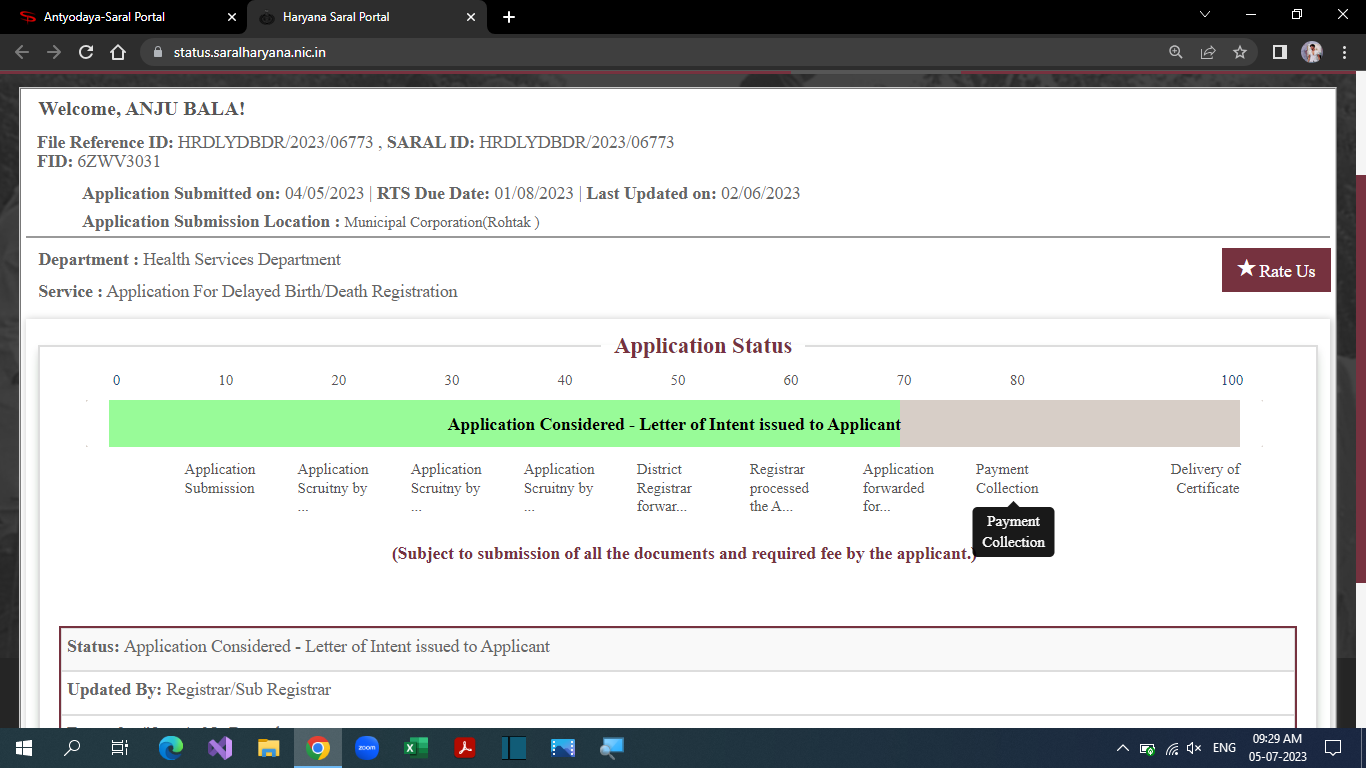 Antyodaya-Saral Portal
Haryana Saral Portal
status.saralharyana.nic.in
Welcome, ANJU BALA!
File Reference ID: HRDLYDBDR/2023/06773 , SARAL ID: HRDLYDBDR/2023/06773
FID: 6ZWV3031
Application Submitted on: 04/05/2023 | RTS Due Date: 01/08/2023 | Last Updated on: 02/06/2023
Application Submission Location : Municipal Corporation(Rohtak )
Department : Health Services Department
★ Rate Us
Service : Application For Delayed Birth/Death Registration
Application Status
0 10 20 30 40 50 60 70 80 100
Application Considered - Letter of Intent issued to Applicant
Application Submission
Application Scruitny by ...
Application Scruitny by ...
Application Scruitny by ...
District Registrar forwar...
Registrar processed the A...
Application forwarded for...
Payment Collection
Delivery of Certificate
Payment
Collection
(Subject to submission of all the documents and required fee by the applicant.)
Status: Application Considered - Letter of Intent issued to Applicant
Updated By: Registrar/Sub Registrar
zoom
ENG
09:29 AM
05-07-2023